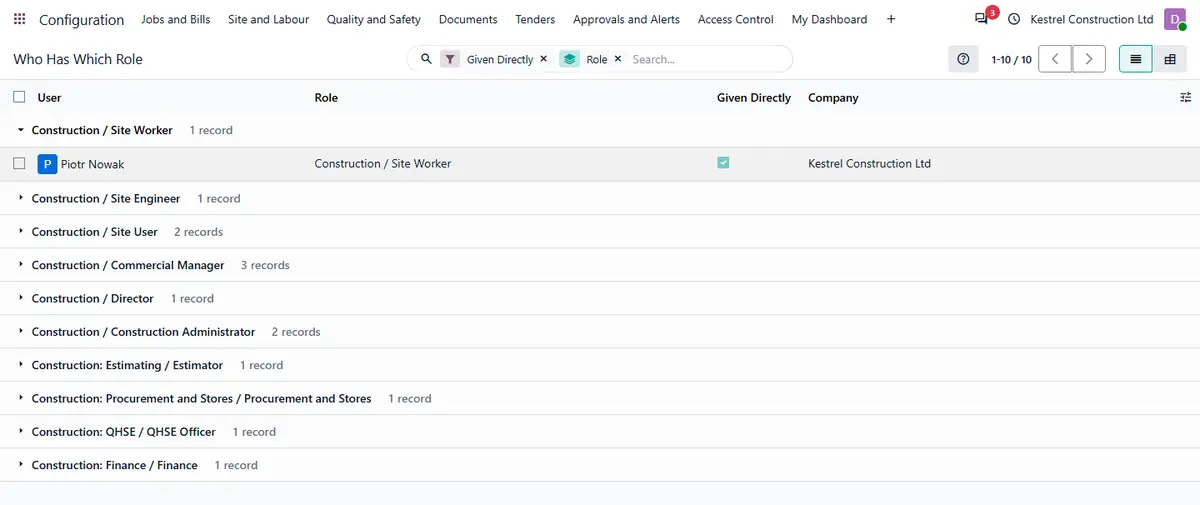 Configuration Jobs and Bills Site and Labour Quality and Safety Documents Tenders Approvals and Alerts Access Control My Dashboard + 3 Kestrel Construction Ltd D
Who Has Which Role Given Directly × Role × Search... 1-10 / 10
User Role Given Directly Company
Construction / Site Worker 1 record
P Piotr Nowak Construction / Site Worker Kestrel Construction Ltd
Construction / Site Engineer 1 record
Construction / Site User 2 records
Construction / Commercial Manager 3 records
Construction / Director 1 record
Construction / Construction Administrator 2 records
Construction: Estimating / Estimator 1 record
Construction: Procurement and Stores / Procurement and Stores 1 record
Construction: QHSE / QHSE Officer 1 record
Construction: Finance / Finance 1 record